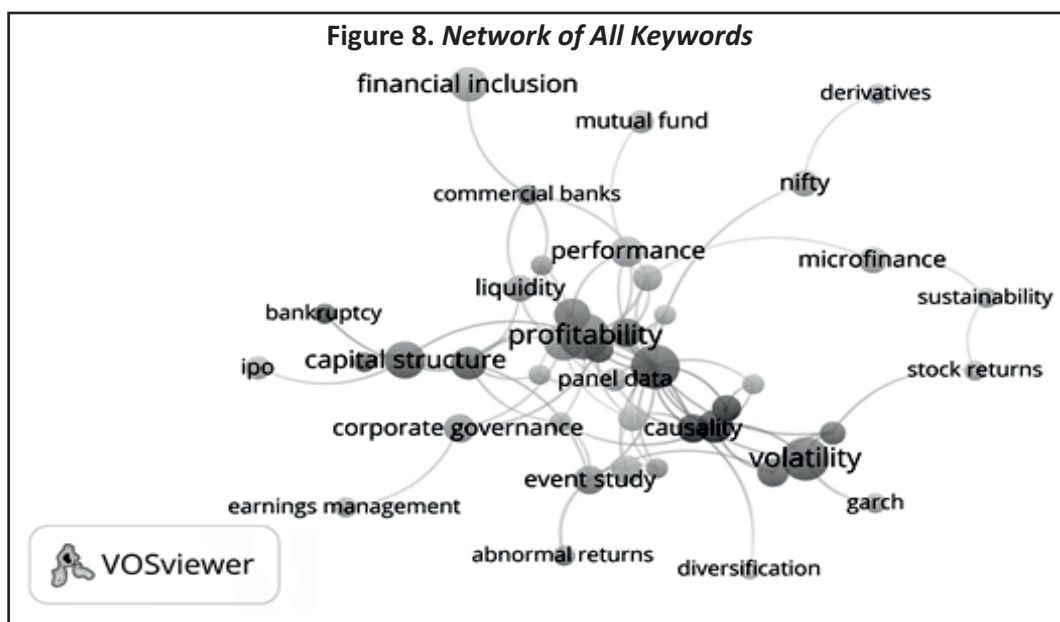 Figure 8. Network of All Keywords
financial inclusion
derivatives
mutual fund
nifty
commercial banks
performance
microfinance
liquidity
sustainability
bankruptcy
profitability
capital structure
ipo
stock returns
panel data
corporate governance
causality
volatility
event study
earnings management
garch
abnormal returns
diversification
VOSviewer